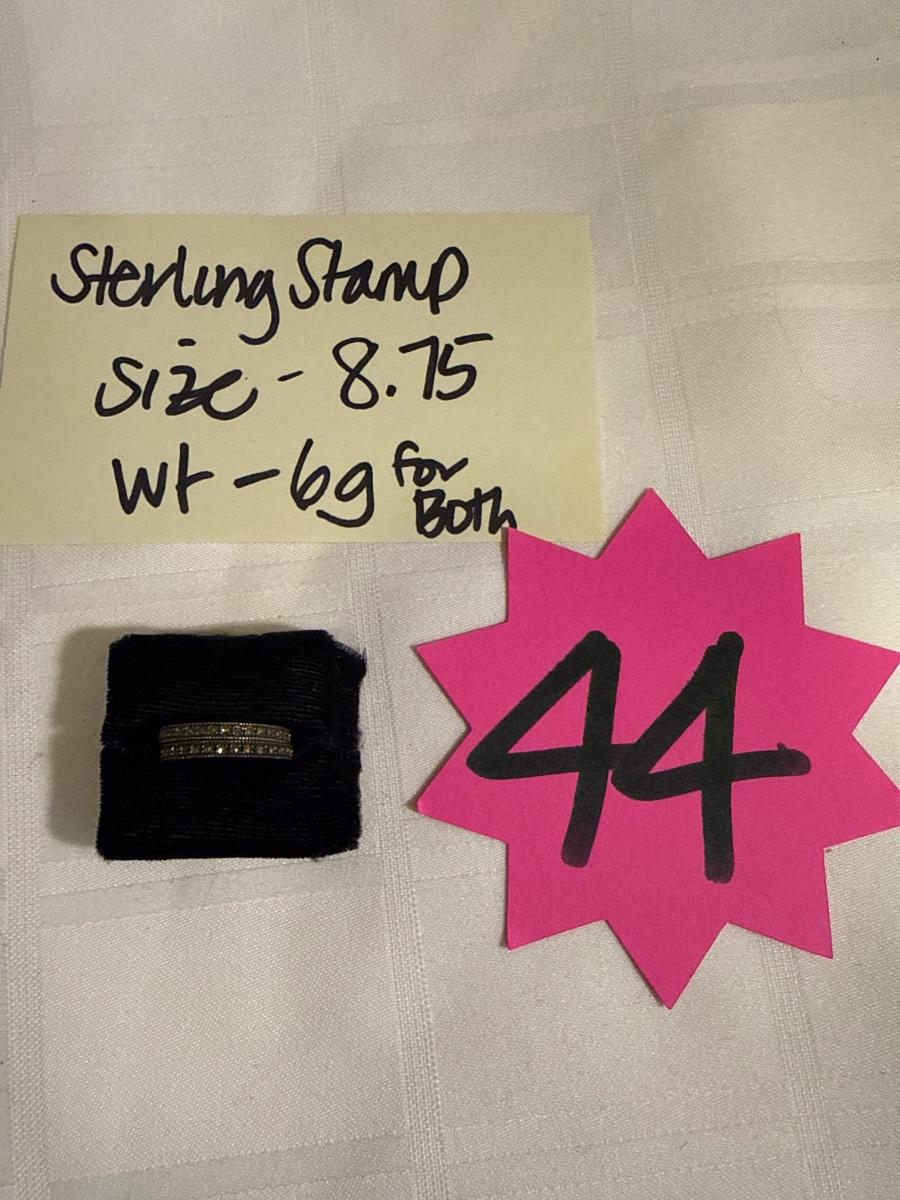 Sterling Stamp
Size - 8.75
Wt - 6g for Both
44